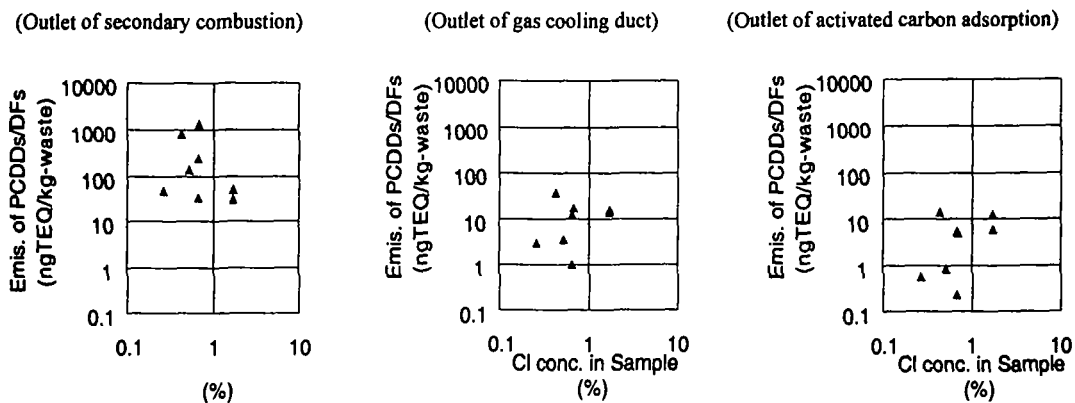 (Outlet of secondary combustion)
Emis. of PCDDs/DFs
(ngTEQ/kg-waste)
10000
1000
100
10
1
0.1
0.1 1 10
(%)
(Outlet of gas cooling duct)
Emis. of PCDDs/DFs
(ngTEQ/kg-waste)
10000
1000
100
10
1
0.1
0.1 1 10
Cl conc. in Sample
(%)
(Outlet of activated carbon adsorption)
Emis. of PCDDs/DFs
(ngTEQ/kg-waste)
10000
1000
100
10
1
0.1
0.1 1 10
Cl conc. in Sample
(%)